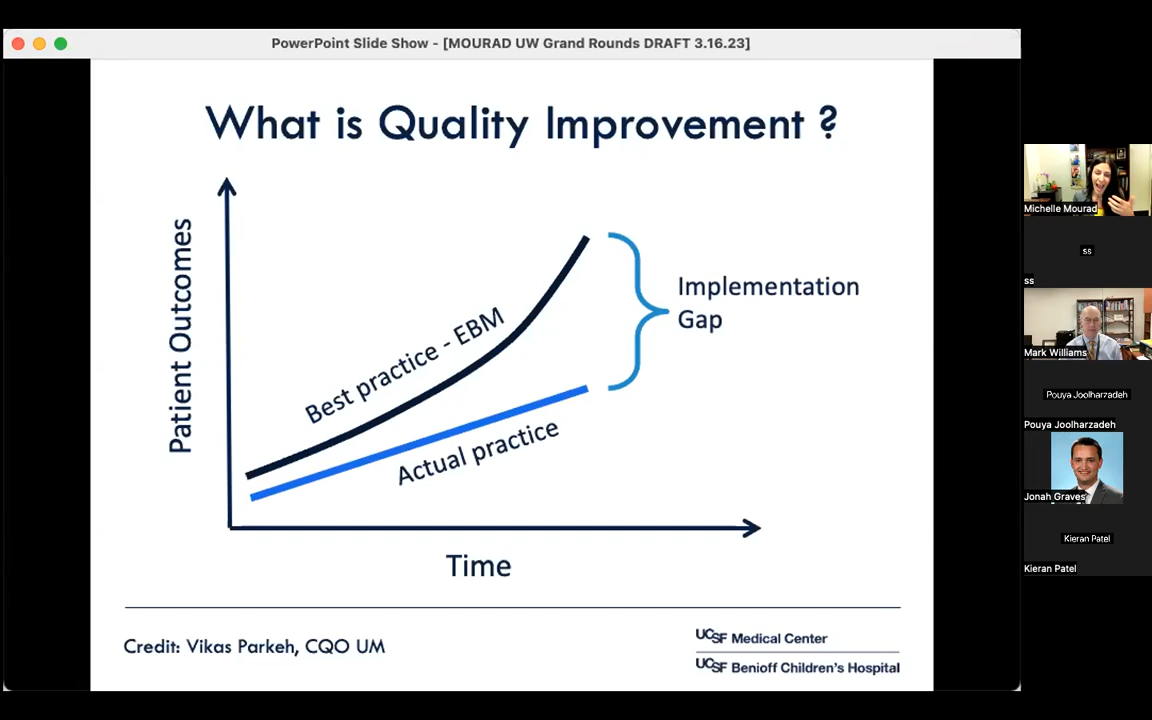 PowerPoint Slide Show - [MOURAD UW Grand Rounds DRAFT 3.16.23]
What is Quality Improvement ?
Patient Outcomes
Best practice - EBM
Actual practice
Implementation
Gap
Time
Credit: Vikas Parkeh, CQO UM
UCSF Medical Center
UCSF Benioff Children's Hospital
Michelle Mourad
ss
ss
Mark Williams
Pouya Joolharzadeh
Pouya Joolharzadeh
Jonah Graves
Kieran Patel
Kieran Patel